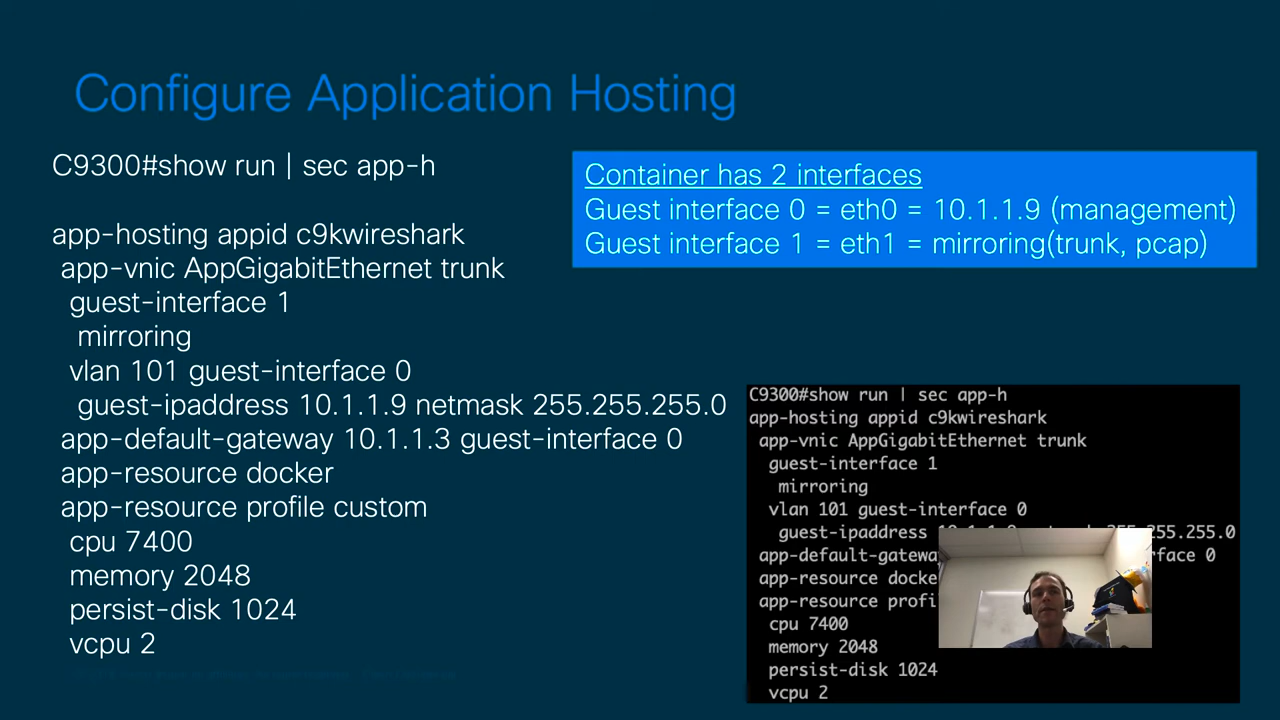 Configure Application Hosting
C9300#show run | sec app-h
app-hosting appid c9kwireshark
app-vnic AppGigabitEthernet trunk
guest-interface 1
mirroring
vlan 101 guest-interface 0
guest-ipaddress 10.1.1.9 netmask 255.255.255.0
app-default-gateway 10.1.1.3 guest-interface 0
app-resource docker
app-resource profile custom
cpu 7400
memory 2048
persist-disk 1024
vcpu 2
Container has 2 interfaces
Guest interface 0 = eth0 = 10.1.1.9 (management)
Guest interface 1 = eth1 = mirroring(trunk, pcap)
C9300#show run | sec app-h
app-hosting appid c9kwireshark
app-vnic AppGigabitEthernet trunk
guest-interface 1
mirroring
vlan 101 guest-interface 0
guest-ipaddress 255.255.0
app-default-gatewa rface 0
app-resource docke
app-resource profi
cpu 7400
memory 2048
persist-disk 1024
vcpu 2